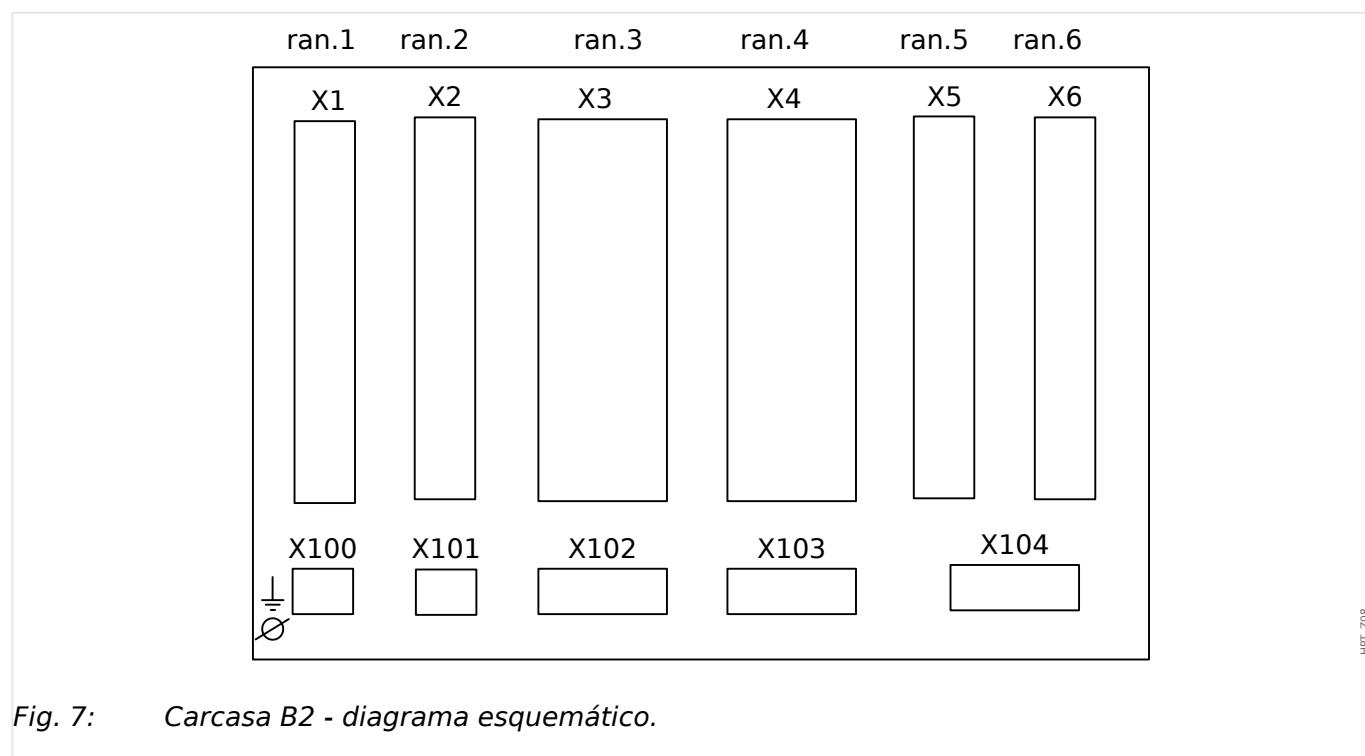 ran.1 ran.2 ran.3 ran.4 ran.5 ran.6
X1 X2 X3 X4 X5 X6
X100 X101 X102 X103 X104
Fig. 7: Carcasa B2 - diagrama esquemático.